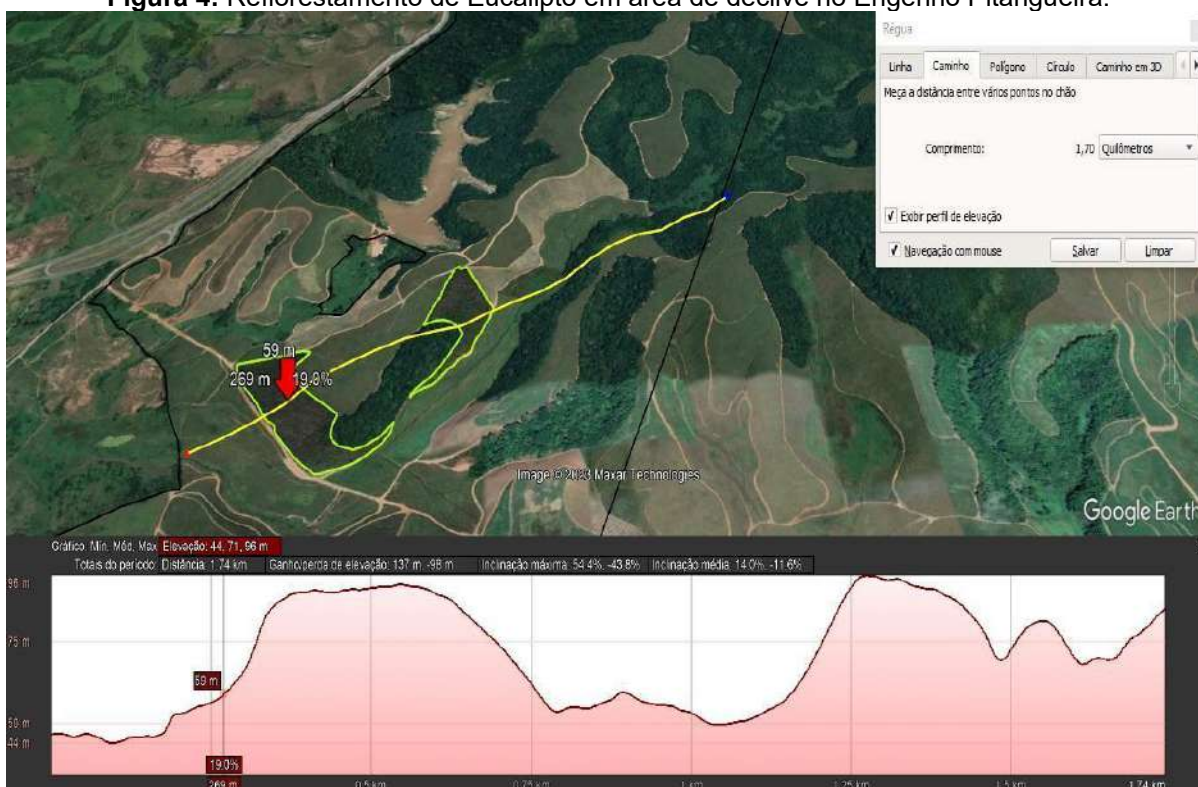 Figura 4: Reflorestamento de Eucalipto em área de declive no Engenho Pitangueira.
Régua
Linha Caminho Polígono Círculo Caminho em 3D
Meça a distância entre vários pontos no chão
Comprimento: 1,70 Quilômetros
Exibir perfil de elevação
Navegação com mouse Salvar Limpar
59 m
269 m 19.0%
Image © 2023 Maxar Technologies
Google Earth
Gráfico: Mín, Méd, Max Elevação: 44, 71, 96 m
Totais do período: Distância: 1.74 km Ganho/perda de elevação: 137 m, -98 m Inclinação máxima: 54.4%, -43.8% Inclinação média: 14.0%, -11.6%
96 m
75 m
59 m
50 m
44 m
19.0%
269 m 0.5 km 0.75 km 1 km 1.25 km 1.5 km 1.74 km